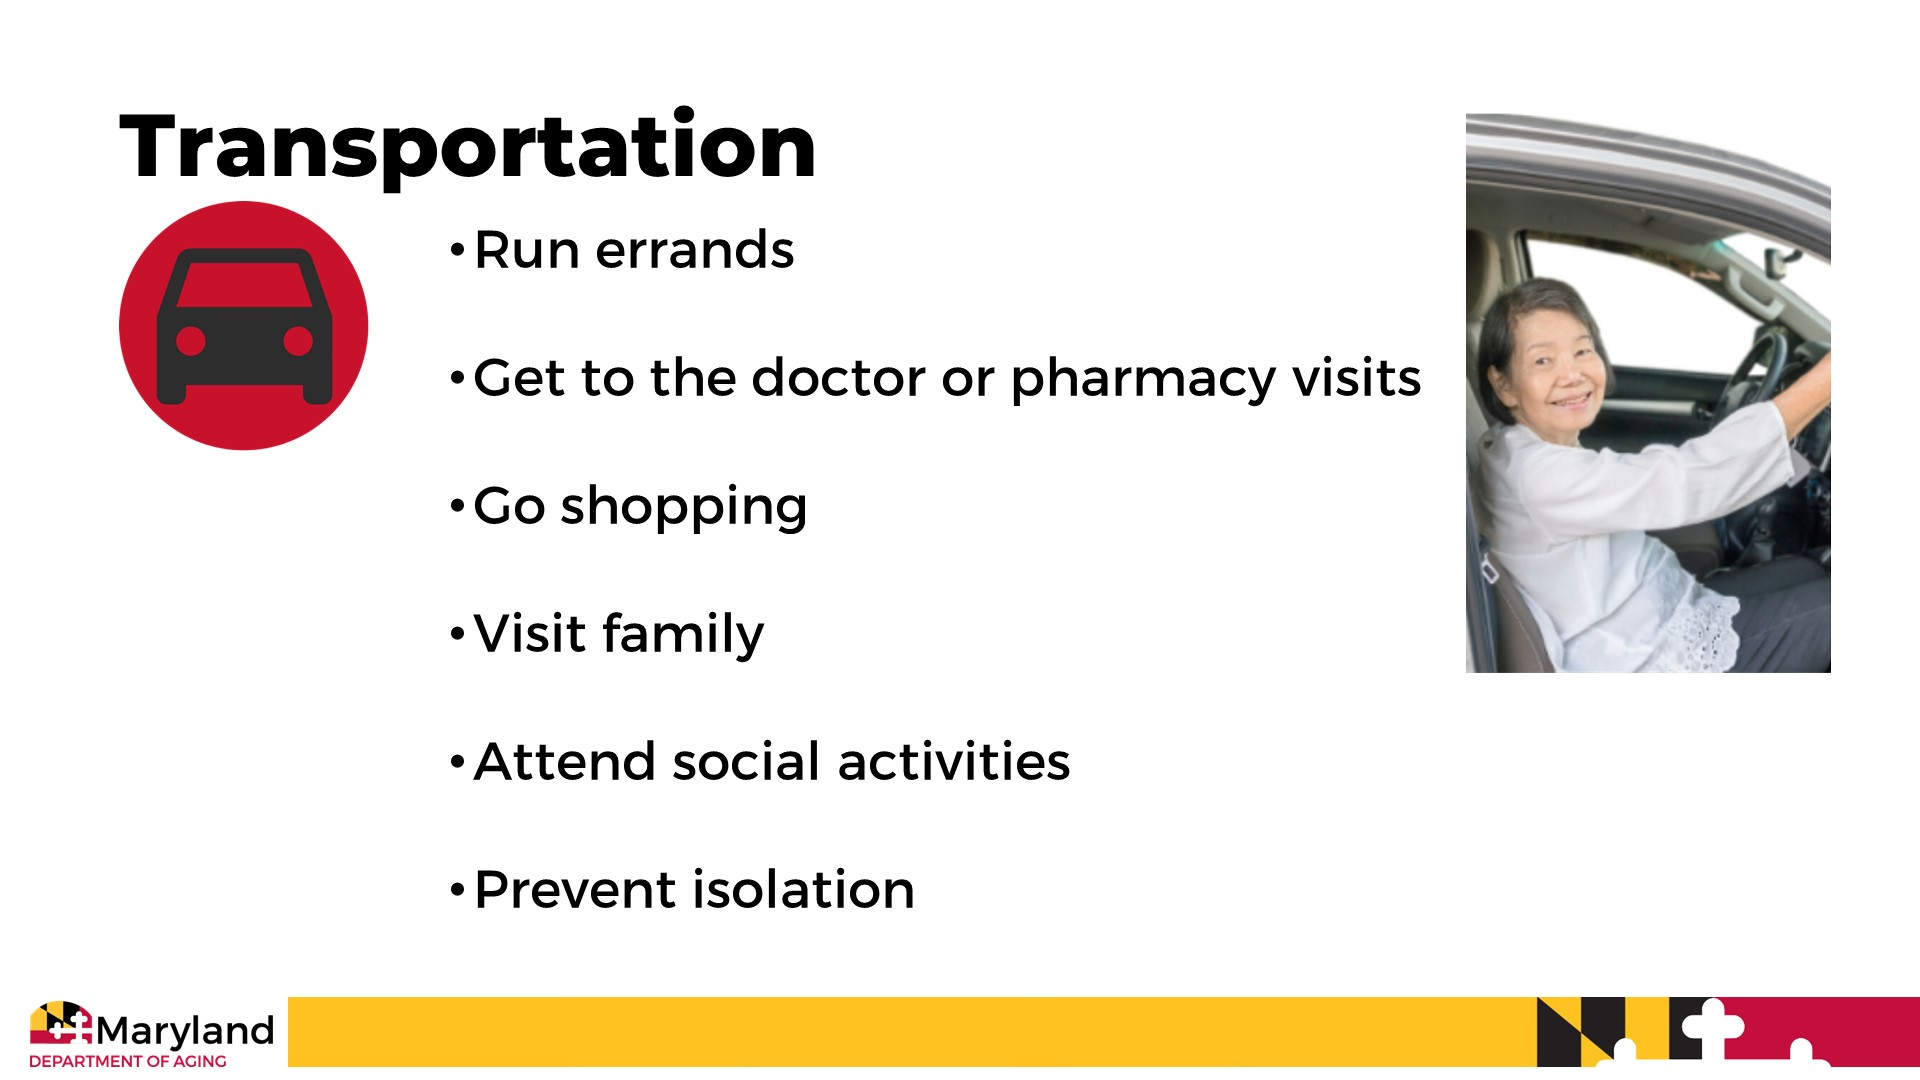 Transportation
• Run errands
• Get to the doctor or pharmacy visits
• Go shopping
• Visit family
• Attend social activities
• Prevent isolation
Maryland
DEPARTMENT OF AGING